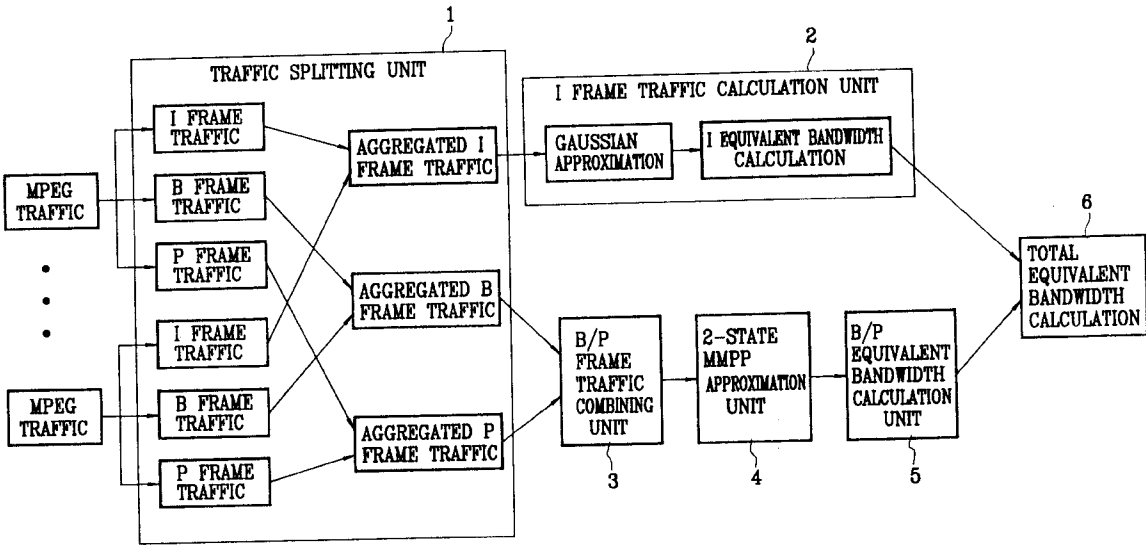 1
TRAFFIC SPLITTING UNIT
I FRAME
TRAFFIC
B FRAME
TRAFFIC
P FRAME
TRAFFIC
I FRAME
TRAFFIC
B FRAME
TRAFFIC
P FRAME
TRAFFIC
MPEG
TRAFFIC
MPEG
TRAFFIC
AGGREGATED I
FRAME TRAFFIC
AGGREGATED B
FRAME TRAFFIC
AGGREGATED P
FRAME TRAFFIC
2
I FRAME TRAFFIC CALCULATION UNIT
GAUSSIAN
APPROXIMATION
I EQUIVALENT BANDWIDTH
CALCULATION
B/P
FRAME
TRAFFIC
COMBINING
UNIT
3
2-STATE
MMPP
APPROXIMATION
UNIT
4
B/P
EQUIVALENT
BANDWIDTH
CALCULATION
UNIT
5
6
TOTAL
EQUIVALENT
BANDWIDTH
CALCULATION